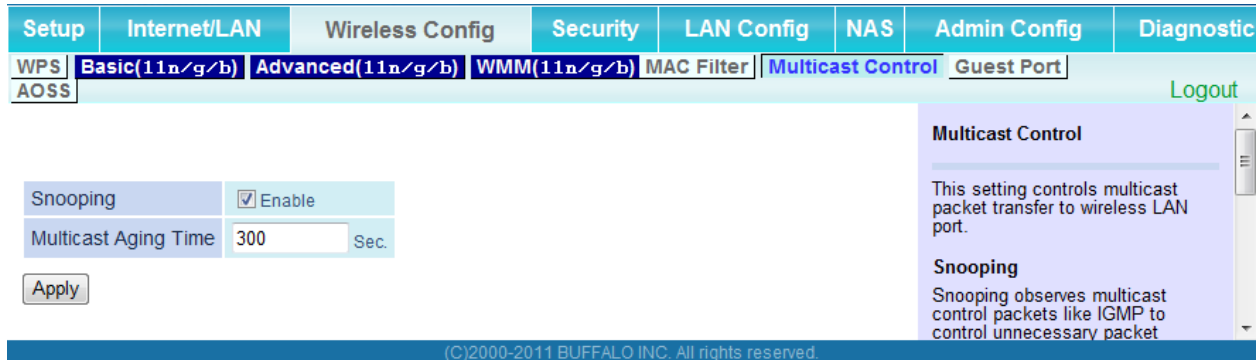 Setup Internet/LAN Wireless Config Security LAN Config NAS Admin Config Diagnostic
WPS Basic(11n/g/b) Advanced(11n/g/b) WMM(11n/g/b) MAC Filter Multicast Control Guest Port
AOSS
Logout
Snooping Enable
Multicast Aging Time 300 Sec.
Apply
Multicast Control
This setting controls multicast
packet transfer to wireless LAN
port.
Snooping
Snooping observes multicast
control packets like IGMP to
control unnecessary packet
(C)2000-2011 BUFFALO INC. All rights reserved.